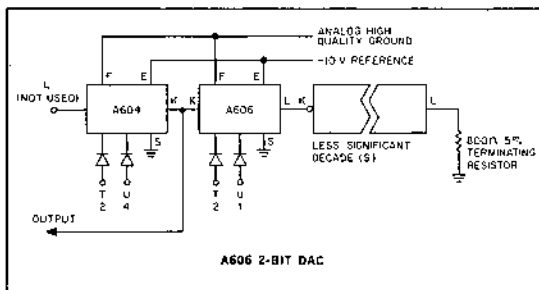 ANALOG HIGH
QUALITY GROUND
-10 V REFERENCE
F E F E
L
(NOT USED)
A604 K K A606 L K L
S S
LESS SIGNIFICANT
DECADE (S)
800Ω 5%
TERMINATING
RESISTOR
T U T U
2 4 2 1
OUTPUT
A606 2-BIT DAC